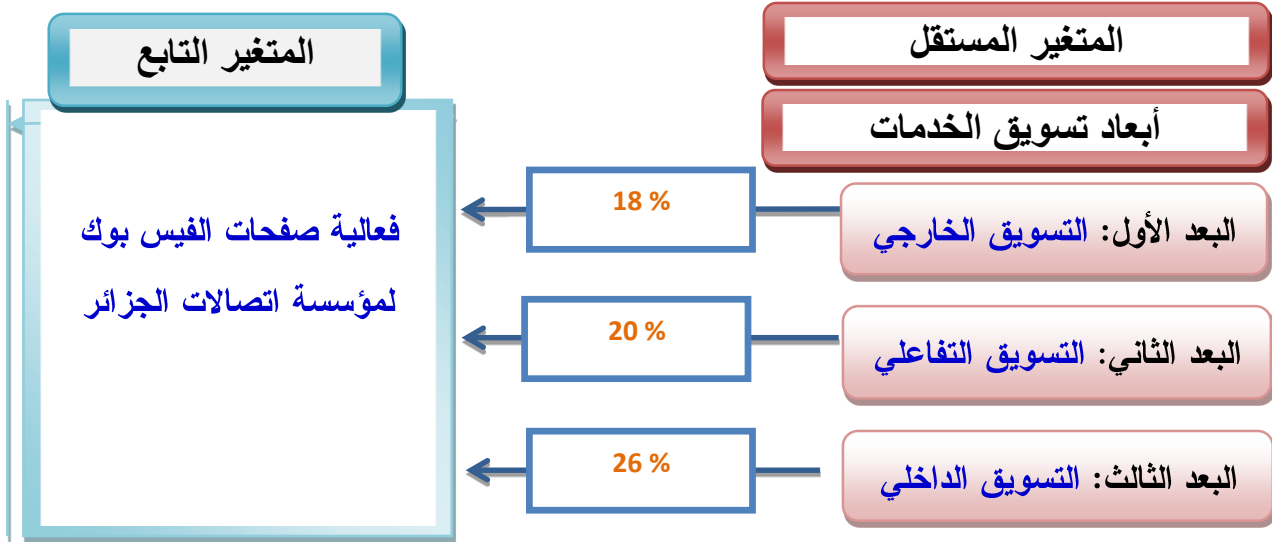 المتغير المستقل
المتغير التابع
أبعاد تسويق الخدمات
البعد الأول: التسويق الخارجي
18 %
فعالية صفحات الفيس بوك
لمؤسسة اتصالات الجزائر
البعد الثاني: التسويق التفاعلي
20 %
البعد الثالث: التسويق الداخلي
26 %